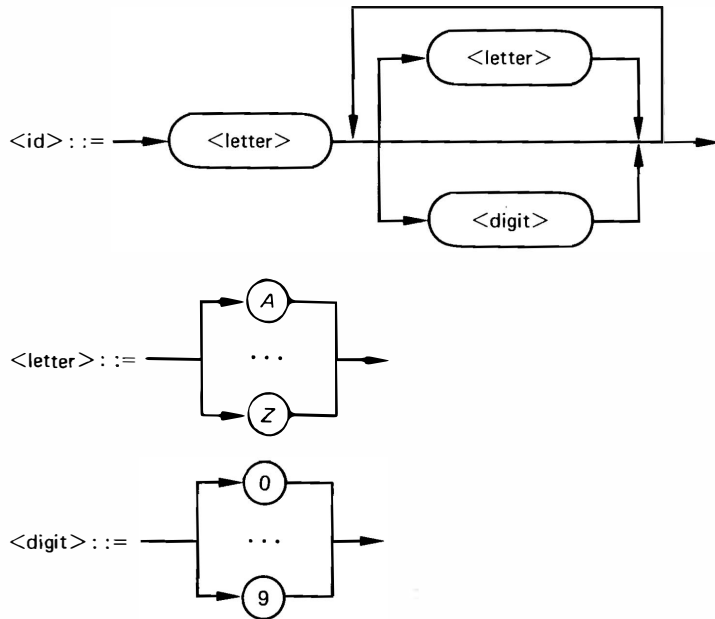 <letter>
<id>::=
<letter>
<digit>
A
<letter>::=
...
Z
0
<digit>::=
...
9